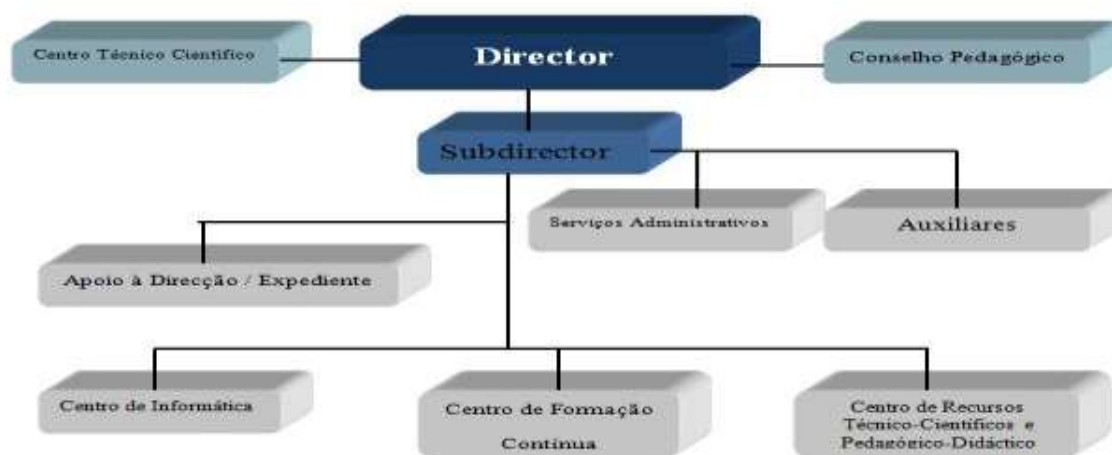 Centro Técnico Científico
Director
Conselho Pedagógico
Subdirector
Serviços Administrativos
Auxiliares
Apoio à Direcção / Expediente
Centro de Informática
Centro de Formação
Contínua
Centro de Recursos
Técnico-Científicos e
Pedagógico-Didáctico